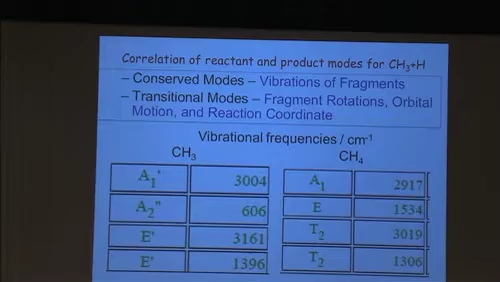 Correlation of reactant and product modes for CH₃+H
– Conserved Modes – Vibrations of Fragments
– Transitional Modes – Fragment Rotations, Orbital
Motion, and Reaction Coordinate
Vibrational frequencies / cm⁻¹
CH₃
CH₄
A₁' 3004
A₂" 606
E' 3161
E' 1396
A₁ 2917
E 1534
T₂ 3019
T₂ 1306